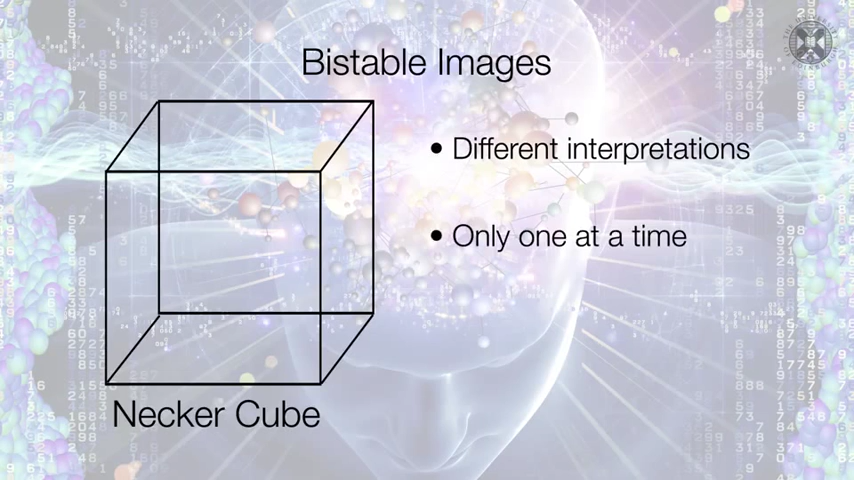 Bistable Images
• Different interpretations
• Only one at a time
Necker Cube